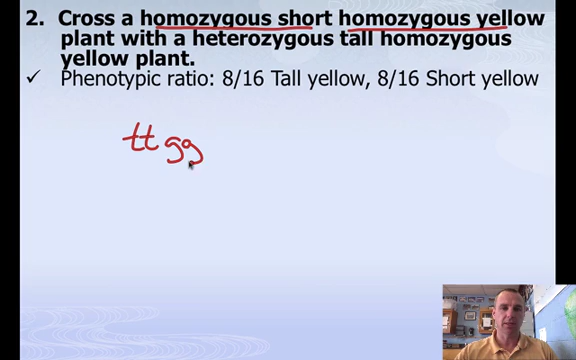 2. Cross a homozygous short homozygous yellow
plant with a heterozygous tall homozygous
yellow plant.
✓ Phenotypic ratio: 8/16 Tall yellow, 8/16 Short yellow
tt gg